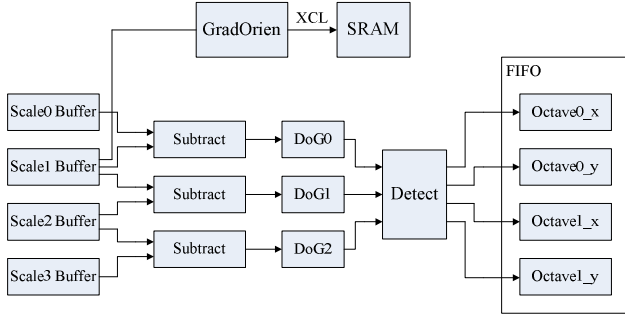 GradOrien
XCL
SRAM
FIFO
Scale0 Buffer
Scale1 Buffer
Scale2 Buffer
Scale3 Buffer
Subtract
Subtract
Subtract
DoG0
DoG1
DoG2
Detect
Octave0_x
Octave0_y
Octave1_x
Octave1_y